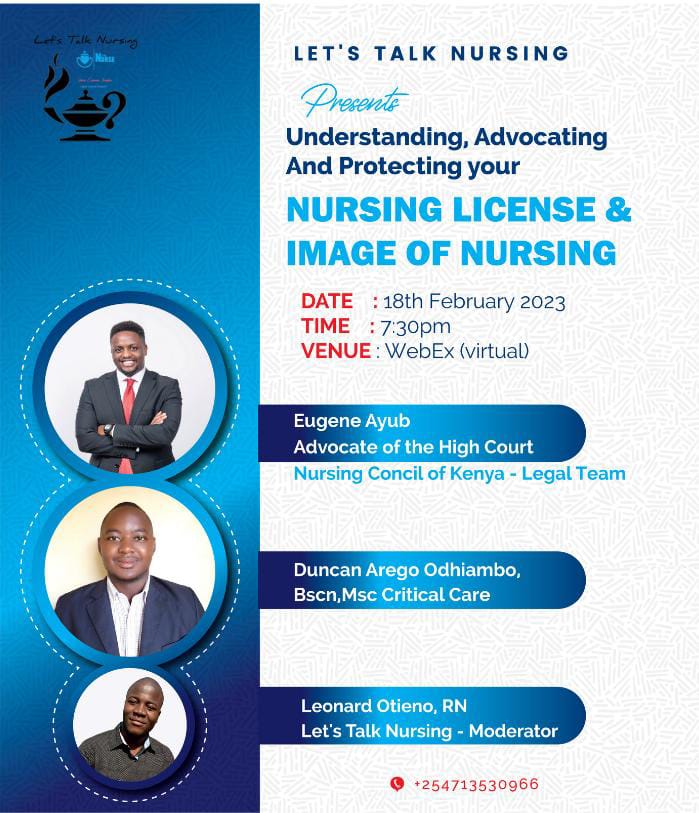 Let's Talk Nursing
LET'S TALK NURSING
Presents
Understanding, Advocating
And Protecting your
NURSING LICENSE &
IMAGE OF NURSING
DATE : 18th February 2023
TIME : 7:30pm
VENUE : WebEx (virtual)
Eugene Ayub
Advocate of the High Court
Nursing Concil of Kenya - Legal Team
Duncan Arego Odhiambo,
Bscn,Msc Critical Care
Leonard Otieno, RN
Let's Talk Nursing - Moderator
+254713530966